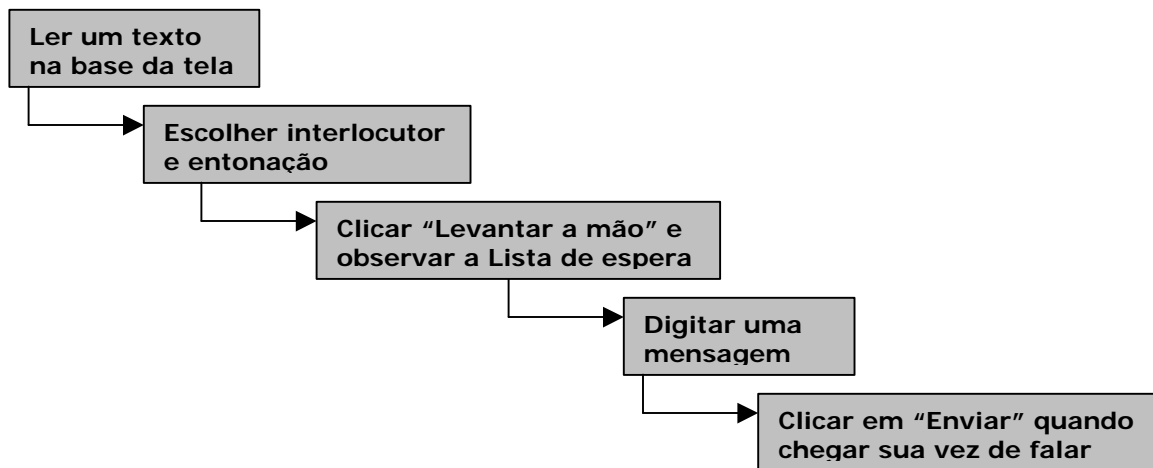 Ler um texto
na base da tela
Escolher interlocutor
e entonação
Clicar “Levantar a mão” e
observar a Lista de espera
Digitar uma
mensagem
Clicar em “Enviar” quando
chegar sua vez de falar